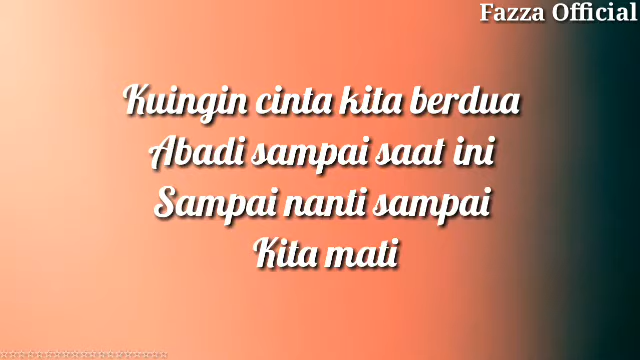 Fazza Official
Kuingin cinta kita berdua
Abadi sampai saat ini
Sampai nanti sampai
Kita mati